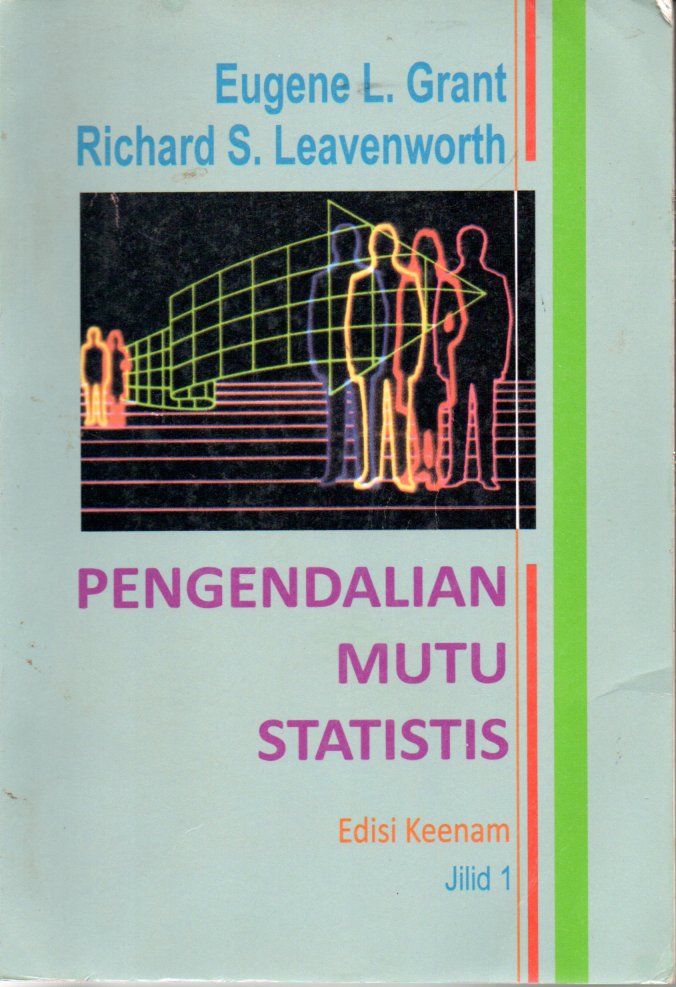 Eugene L. Grant
Richard S. Leavenworth
PENGENDALIAN
MUTU
STATISTIS
Edisi Keenam
Jilid 1